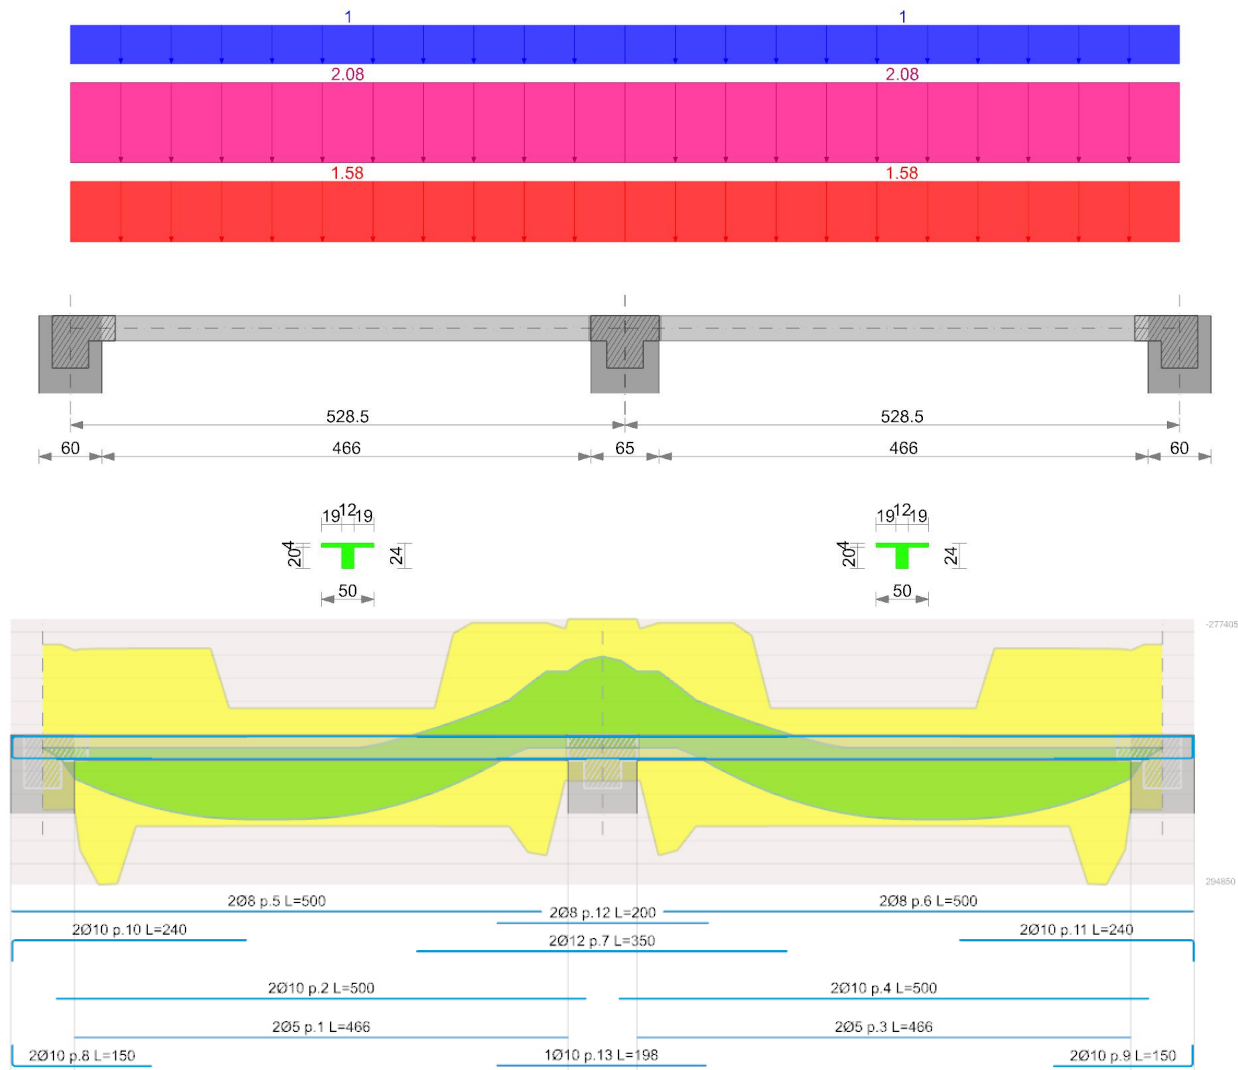 1 1
2.08 2.08
1.58 1.58
528.5 528.5
60 466 65 466 60
19 12 19 19 12 19
4 20 24 4 20 24
50 50
-277405
294850
2Ø8 p.5 L=500 2Ø8 p.12 L=200 2Ø8 p.6 L=500
2Ø10 p.10 L=240 2Ø12 p.7 L=350 2Ø10 p.11 L=240
2Ø10 p.2 L=500 2Ø10 p.4 L=500
2Ø5 p.1 L=466 2Ø5 p.3 L=466
2Ø10 p.8 L=150 1Ø10 p.13 L=198 2Ø10 p.9 L=150